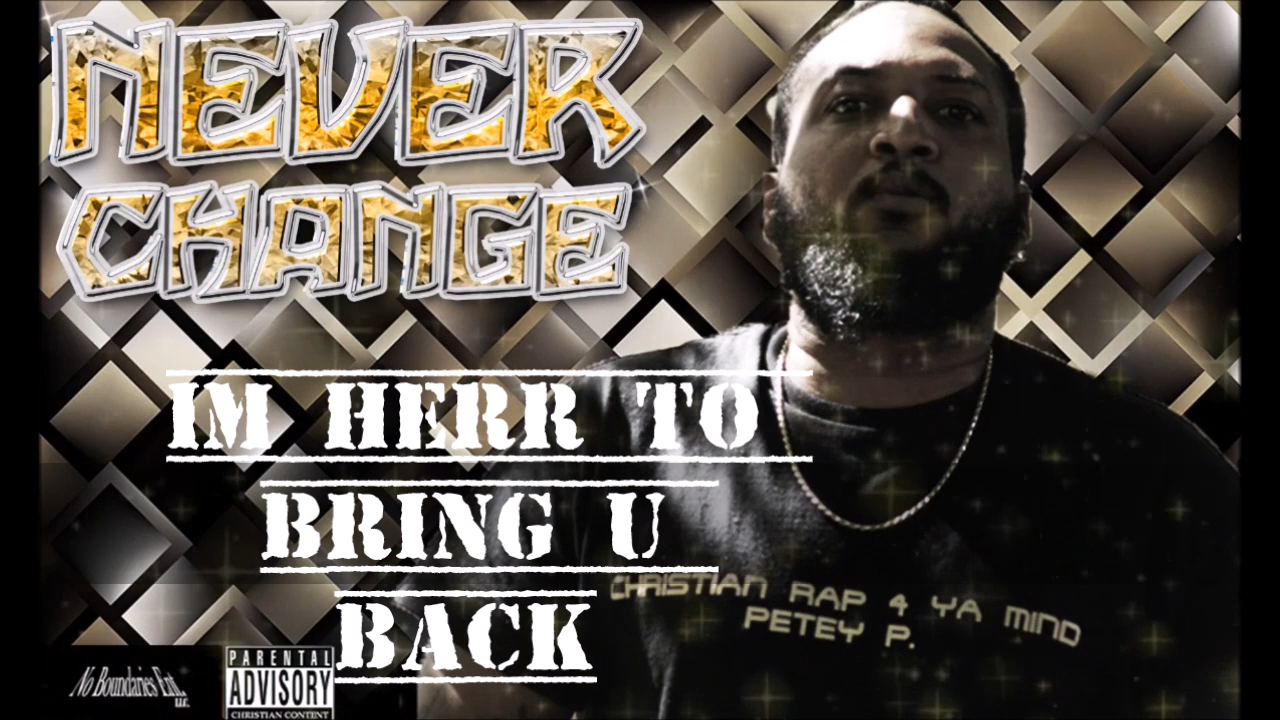 NEVER
CHANGE
IM HERR TO
BRING U
BACK
CHRISTIAN RAP 4 YA MIND
PETEY P.
No Boundaries Ent.
LLC.
PARENTAL
ADVISORY
CHRISTIAN CONTENT